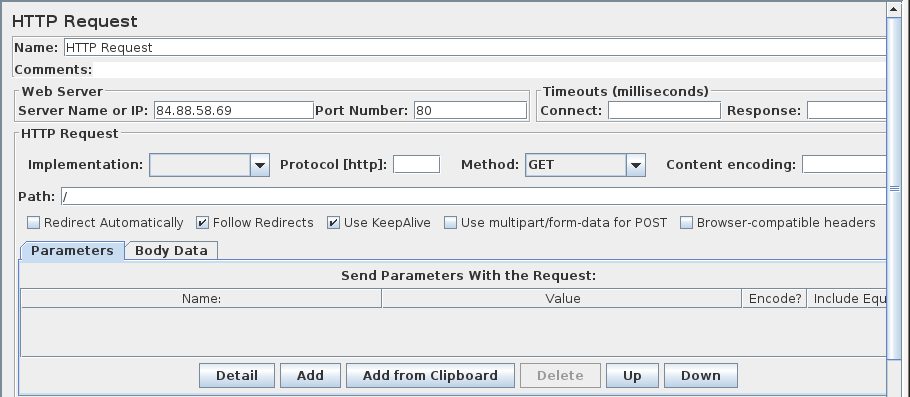 HTTP Request
Name: HTTP Request
Comments:
Web Server Timeouts (milliseconds)
Server Name or IP: 84.88.58.69 Port Number: 80 Connect: Response:
HTTP Request
Implementation: Protocol [http]: Method: GET Content encoding:
Path: /
Redirect Automatically Follow Redirects Use KeepAlive Use multipart/form-data for POST Browser-compatible headers
Parameters Body Data
Send Parameters With the Request:
Name: Value Encode? Include Equ
Detail Add Add from Clipboard Delete Up Down